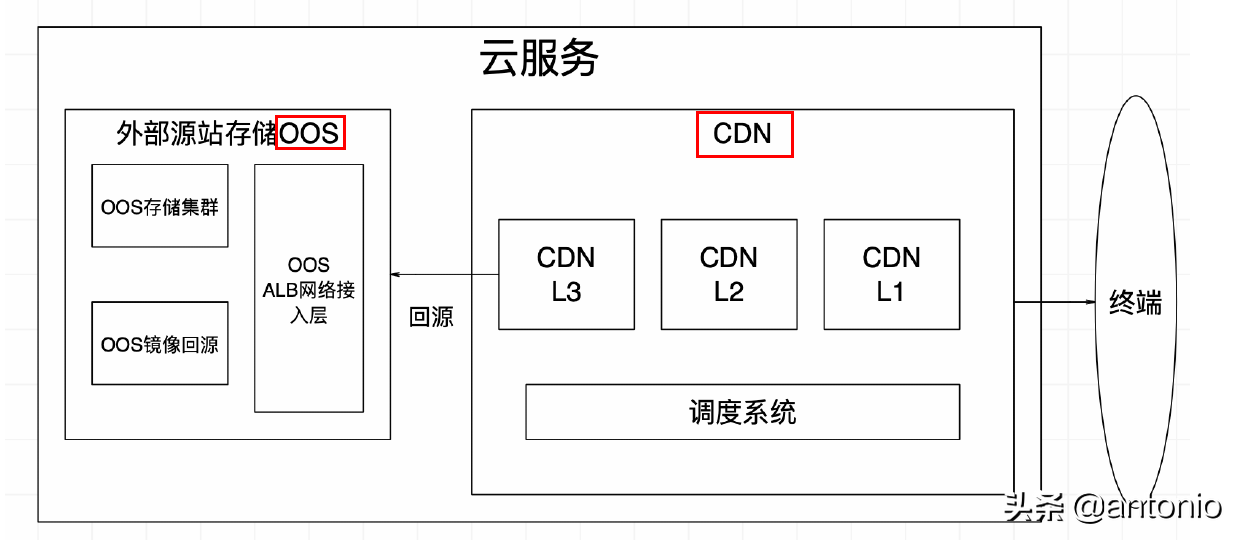 云服务
外部源站存储OOS
OOS存储集群
OOS
ALB网络接
入层
OOS镜像回源
回源
CDN
CDN
L3
CDN
L2
CDN
L1
调度系统
终端
头条 @antonio